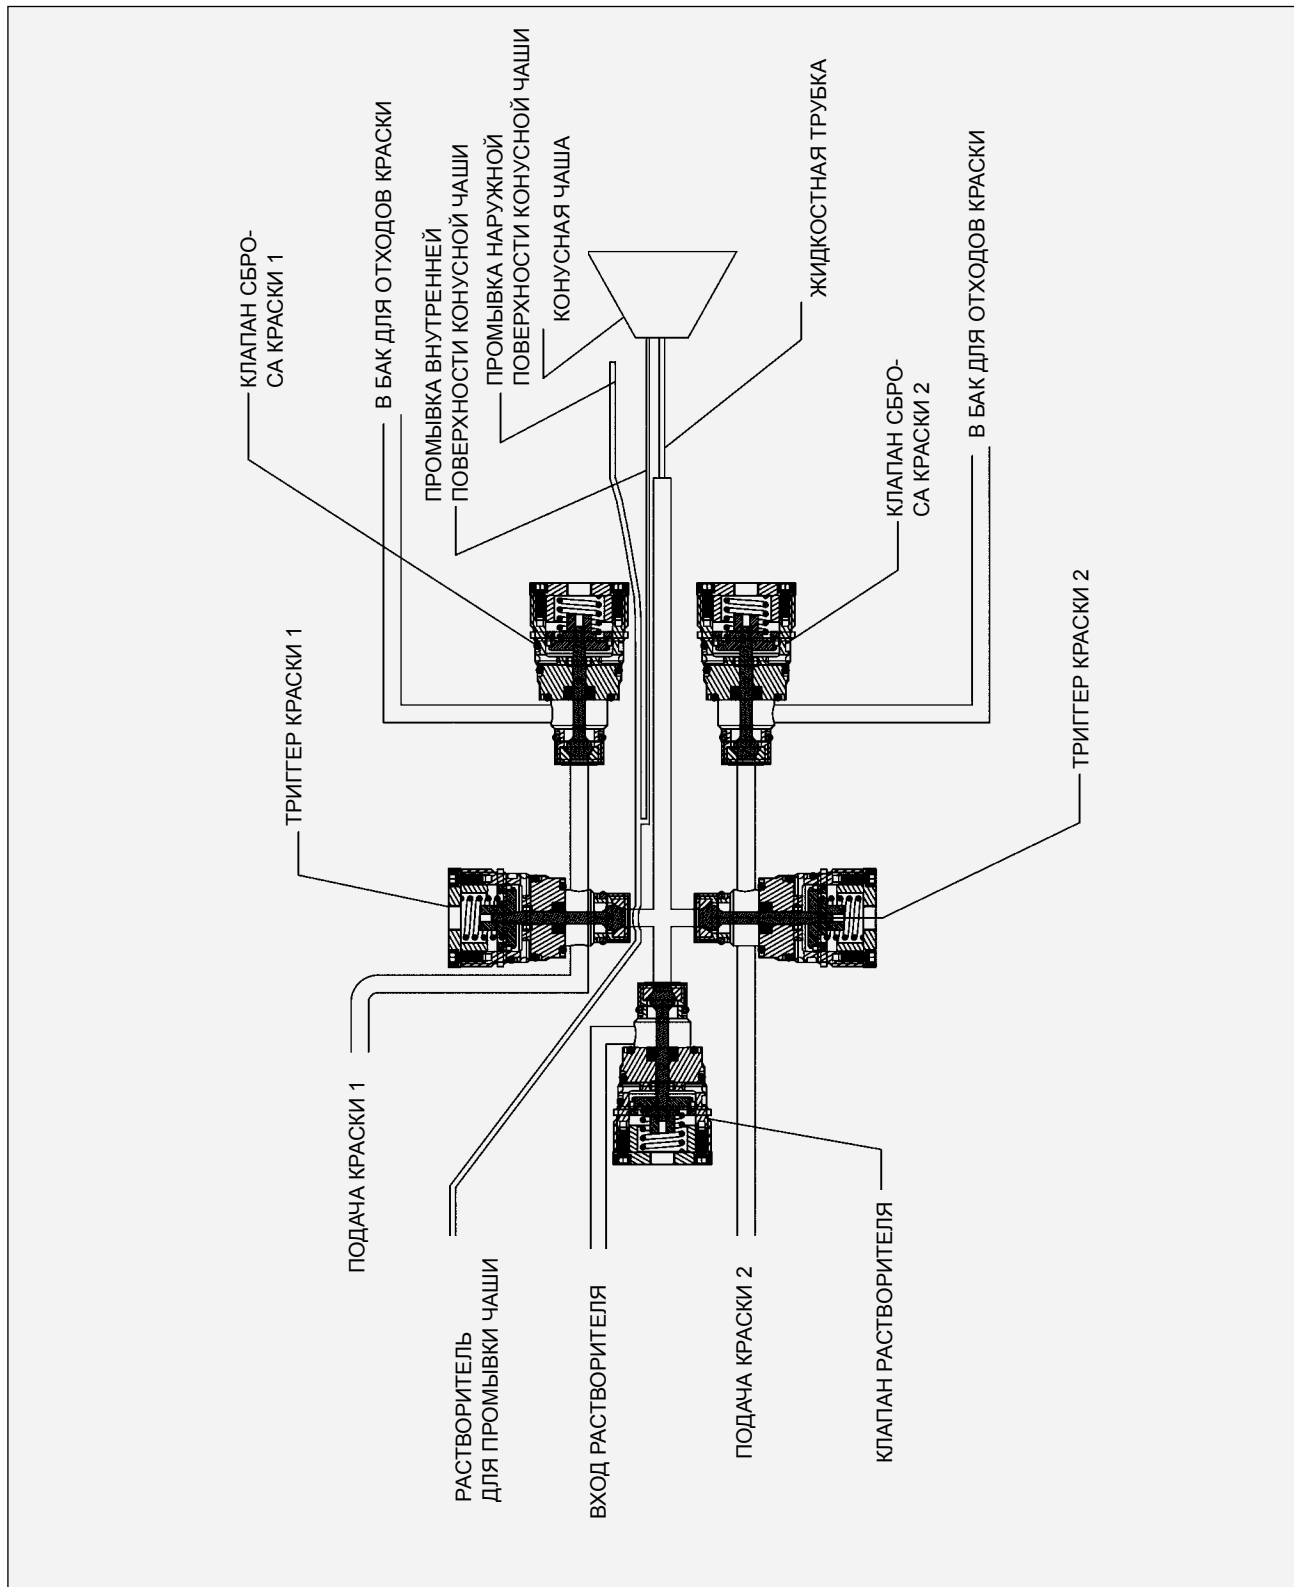 КЛАПАН СБРО-
СА КРАСКИ 1
В БАК ДЛЯ ОТХОДОВ КРАСКИ
ПРОМЫВКА ВНУТРЕННЕЙ
ПОВЕРХНОСТИ КОНУСНОЙ ЧАШИ
ПРОМЫВКА НАРУЖНОЙ
ПОВЕРХНОСТИ КОНУСНОЙ ЧАШИ
КОНУСНАЯ ЧАША
ЖИДКОСТНАЯ ТРУБКА
КЛАПАН СБРО-
СА КРАСКИ 2
В БАК ДЛЯ ОТХОДОВ КРАСКИ
ТРИГГЕР КРАСКИ 1
ТРИГГЕР КРАСКИ 2
ПОДАЧА КРАСКИ 1
РАСТВОРИТЕЛЬ
ДЛЯ ПРОМЫВКИ ЧАШИ
ВХОД РАСТВОРИТЕЛЯ
ПОДАЧА КРАСКИ 2
КЛАПАН РАСТВОРИТЕЛЯ